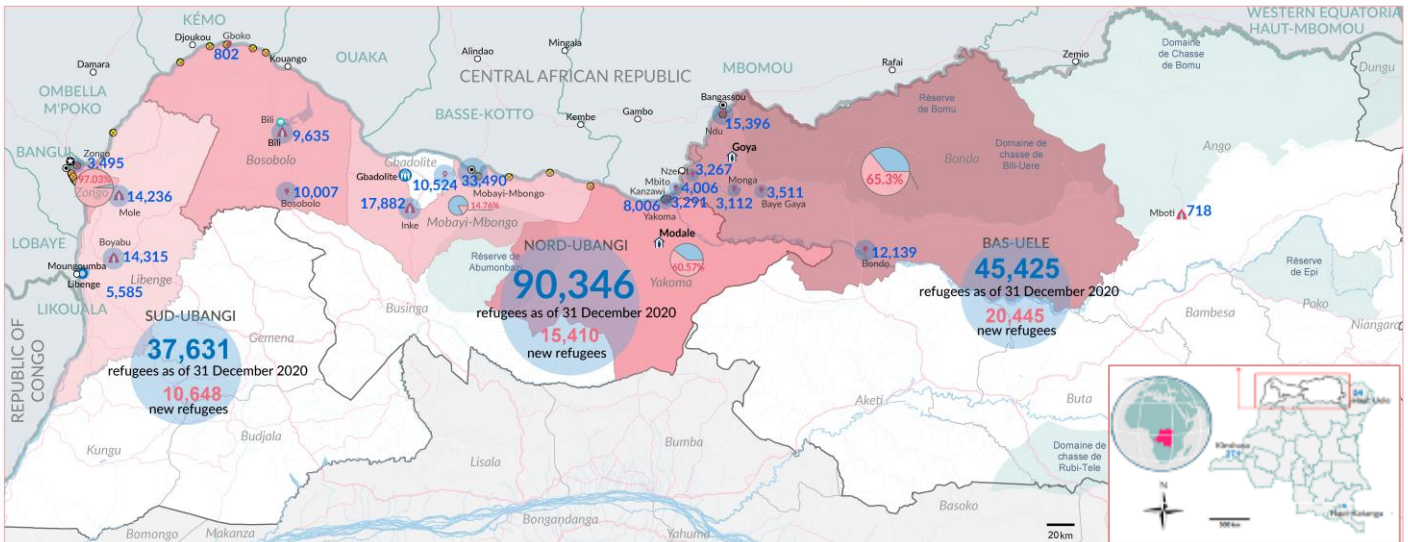 WESTERN EQUATORIA
HAUT-MBOMOU
KÉMO
Djoukou
Gboko
802
Kouango
OUAKA
Alindao
Mingala
CENTRAL AFRICAN REPUBLIC
MBOMOU
Rafai
Zemio
Domaine
de Chasse
de Bomu
Dungu
Damara
OMBELLA
M'POKO
BASSE-KOTTO
Kembe
Gambo
Bangassou
15,396
Ndu
Réserve
de Bomu
Bili
Bili
9,635
Bosobolo
BANGUI
Zongo
3,495
97.03%
Zongo
14,236
Mole
10,007
Bosobolo
Gbadolite
Gbadolite
10,524
33,490
Mobayi-Mbongo
14.76%
17,882
Inke
Mobayi-Mbongo
Goya
Nzeret
3,267
Mbito
4,006
Monga
Kanzawi
3,291
3,112
3,511
Baye Gaya
8,006
Yakoma
65.3%
Bondo
Domaine de
chasse de
Bili-Uere
Ango
Mboti
718
LOBAYE
Boyabu
14,315
Libenge
Moungoumba
Libenge
5,585
LIKOUALA
REPUBLIC OF
CONGO
Réserve de
Abumonbazi
Modale
60.57%
Yakoma
12,139
Bondo
Réserve
de Epi
Poko
Niangara
Bambesa
SUD-UBANGI
37,631
refugees as of 31 December 2020
10,648
new refugees
Gemena
Businga
NORD-UBANGI
90,346
refugees as of 31 December 2020
15,410
new refugees
BAS-UELE
45,425
refugees as of 31 December 2020
20,445
new refugees
Kungu
Budjala
Bumba
Lisala
Aketi
Buta
Domaine de
chasse de
Rubi-Tele
Basoko
Bomongo
Makanza
Bongandanga
Yahuma
20 km
N
500 km
Kinshasa
Haut-Katanga